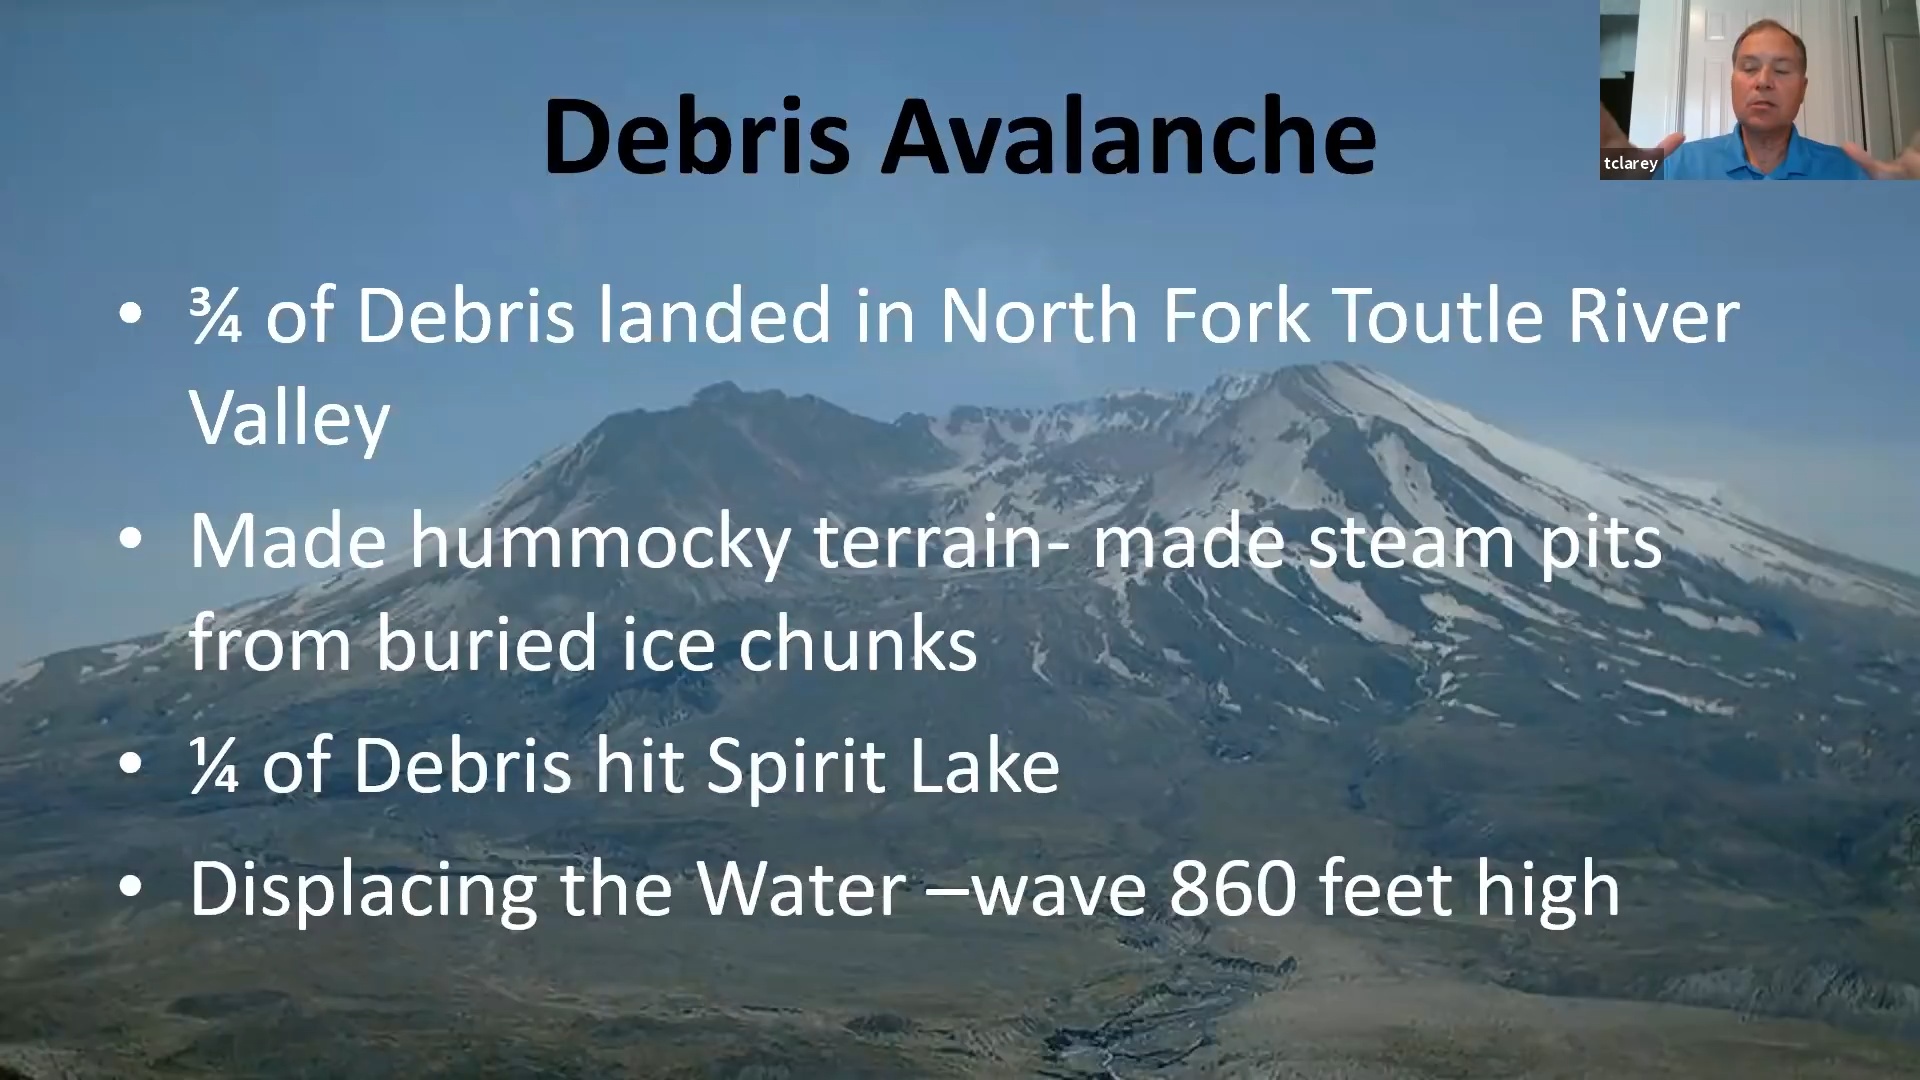 Debris Avalanche
tclarey
• ¾ of Debris landed in North Fork Toutle River
Valley
• Made hummocky terrain- made steam pits
from buried ice chunks
• ¼ of Debris hit Spirit Lake
• Displacing the Water –wave 860 feet high